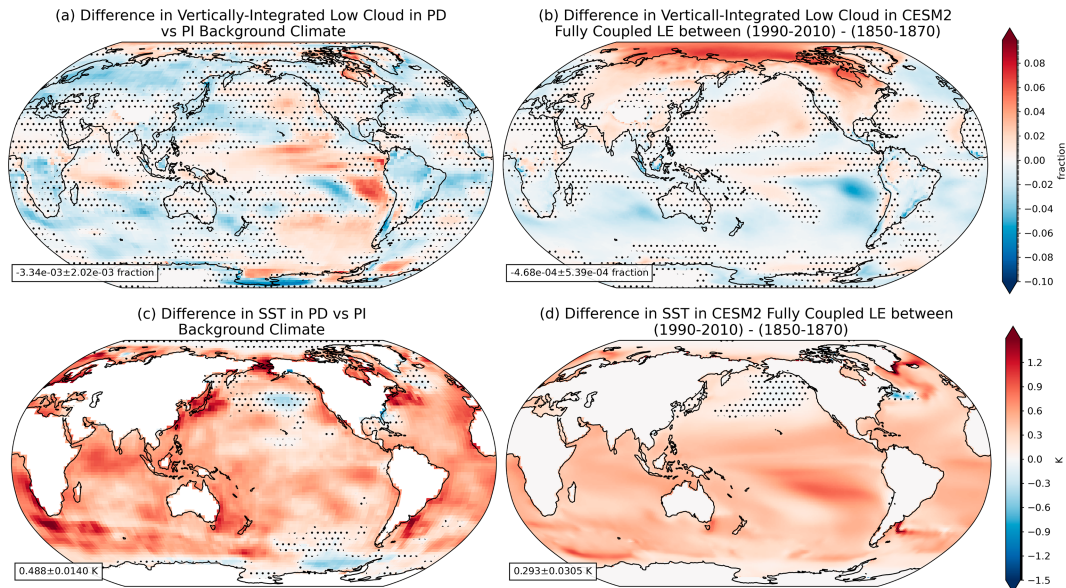 (a) Difference in Vertically-Integrated Low Cloud in PD
vs PI Background Climate
(b) Difference in Verticall-Integrated Low Cloud in CESM2
Fully Coupled LE between (1990-2010) - (1850-1870)
-3.34e-03±2.02e-03 fraction
-4.68e-04±5.39e-04 fraction
0.08
0.06
0.04
0.02
0.00
−0.02
−0.04
−0.06
−0.08
−0.10
fraction
(c) Difference in SST in PD vs PI
Background Climate
(d) Difference in SST in CESM2 Fully Coupled LE between
(1990-2010) - (1850-1870)
0.488±0.0140 K
0.293±0.0305 K
1.2
0.9
0.6
0.3
0.0
−0.3
−0.6
−0.9
−1.2
−1.5
K